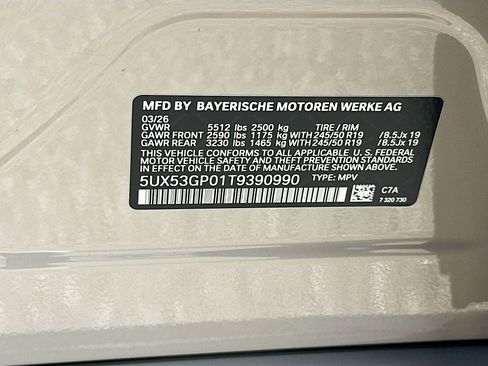 MFD BY BAYERISCHE MOTOREN WERKE AG
03/26
GVWR 5512 lbs 2500 kg TIRE / RIM
GAWR FRONT 2590 lbs 1175 kg WITH 245/50 R19 /8.5Jx 19
GAWR REAR 3230 lbs 1465 kg WITH 245/50 R19 /8.5Jx 19
THIS VEHICLE CONFORMS TO ALL APPLICABLE U. S. FEDERAL
MOTOR VEHICLE SAFETY AND THEFT PREVENTION STANDARDS
IN EFFECT ON THE DATE OF MANUFACTURE SHOWN ABOVE.
5UX53GP01T9390990 TYPE: MPV
C7A
7 320 730